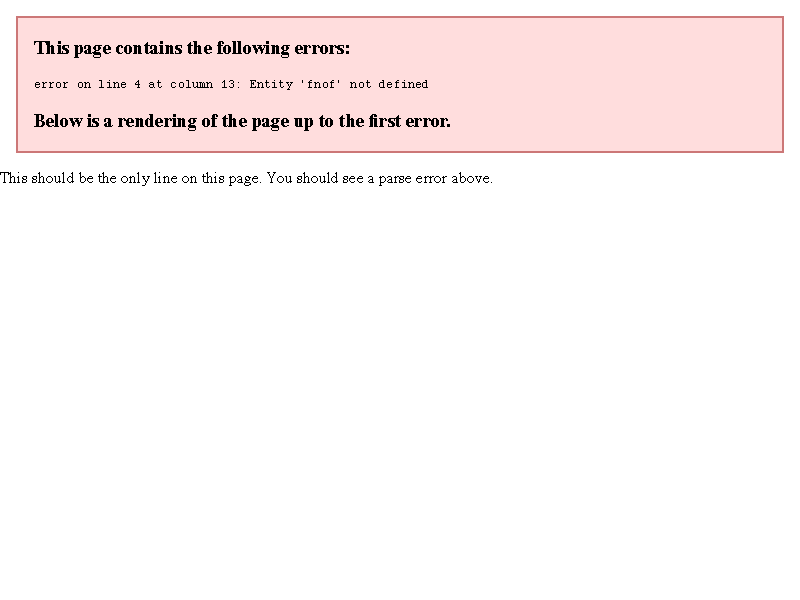 This page contains the following errors:
error on line 4 at column 13: Entity 'fnof' not defined
Below is a rendering of the page up to the first error.
This should be the only line on this page. You should see a parse error above.